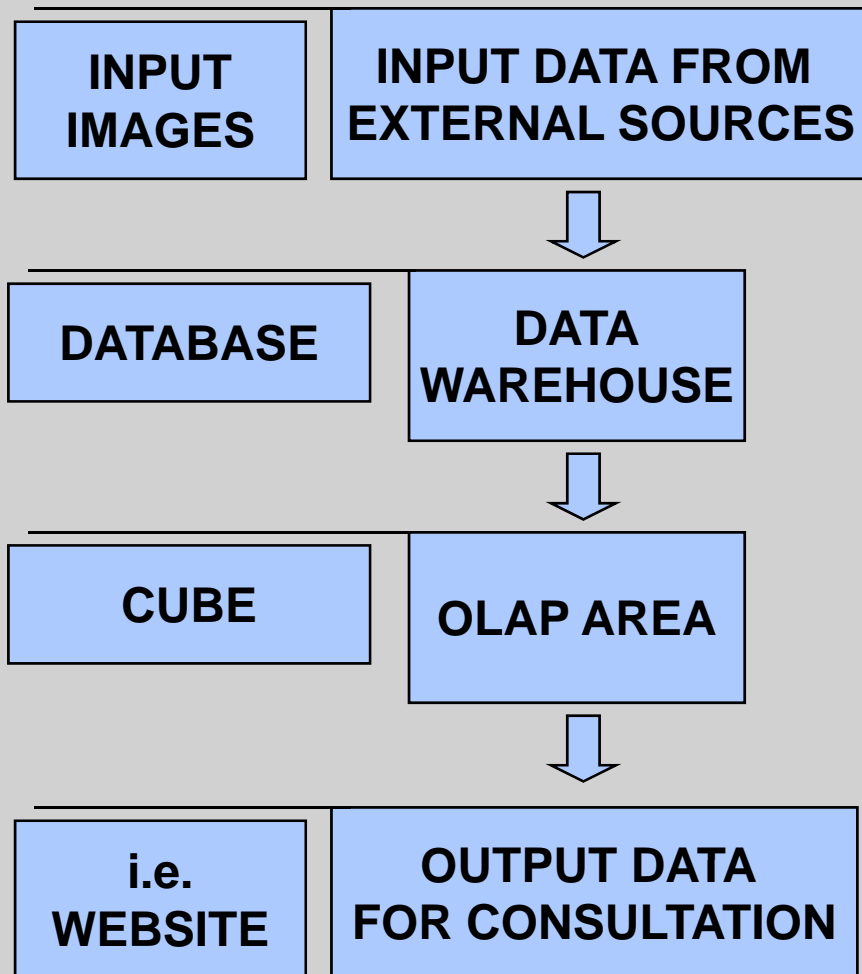 INPUT
IMAGES
INPUT DATA FROM
EXTERNAL SOURCES
DATABASE
DATA
WAREHOUSE
CUBE
OLAP AREA
i.e.
WEBSITE
OUTPUT DATA
FOR CONSULTATION